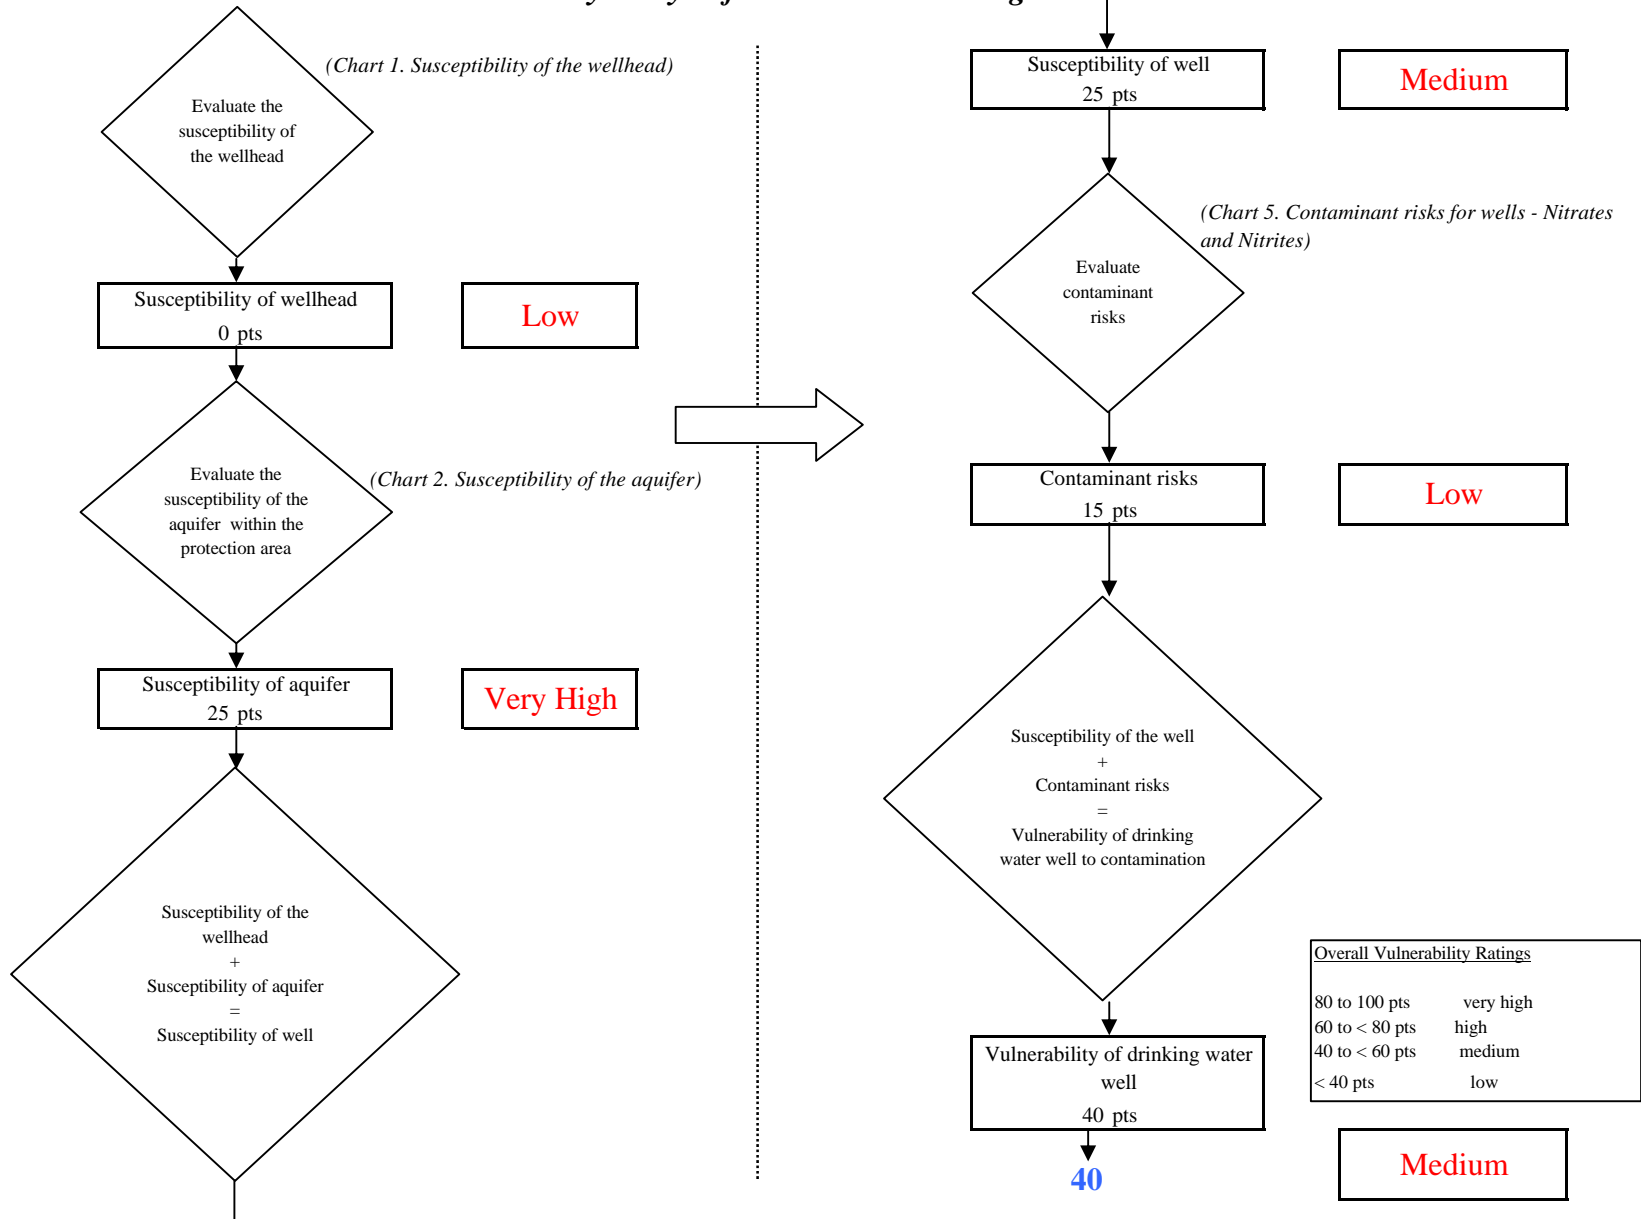 (Chart 1. Susceptibility of the wellhead)
Evaluate the
susceptibility of
the wellhead
Susceptibility of wellhead
0 pts
Low
Evaluate the
susceptibility of the
aquifer within the
protection area
(Chart 2. Susceptibility of the aquifer)
Susceptibility of aquifer
25 pts
Very High
Susceptibility of the
wellhead
+
Susceptibility of aquifer
=
Susceptibility of well
Susceptibility of well
25 pts
Medium
(Chart 5. Contaminant risks for wells - Nitrates
and Nitrites)
Evaluate
contaminant
risks
Contaminant risks
15 pts
Low
Susceptibility of the well
+
Contaminant risks
=
Vulnerability of drinking
water well to contamination
Overall Vulnerability Ratings
80 to 100 pts very high
60 to < 80 pts high
40 to < 60 pts medium
< 40 pts low
Vulnerability of drinking water
well
40 pts
40
Medium